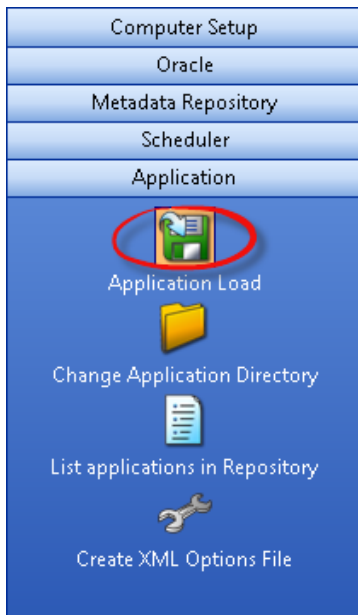 Computer Setup
Oracle
Metadata Repository
Scheduler
Application
Application Load
Change Application Directory
List applications in Repository
Create XML Options File